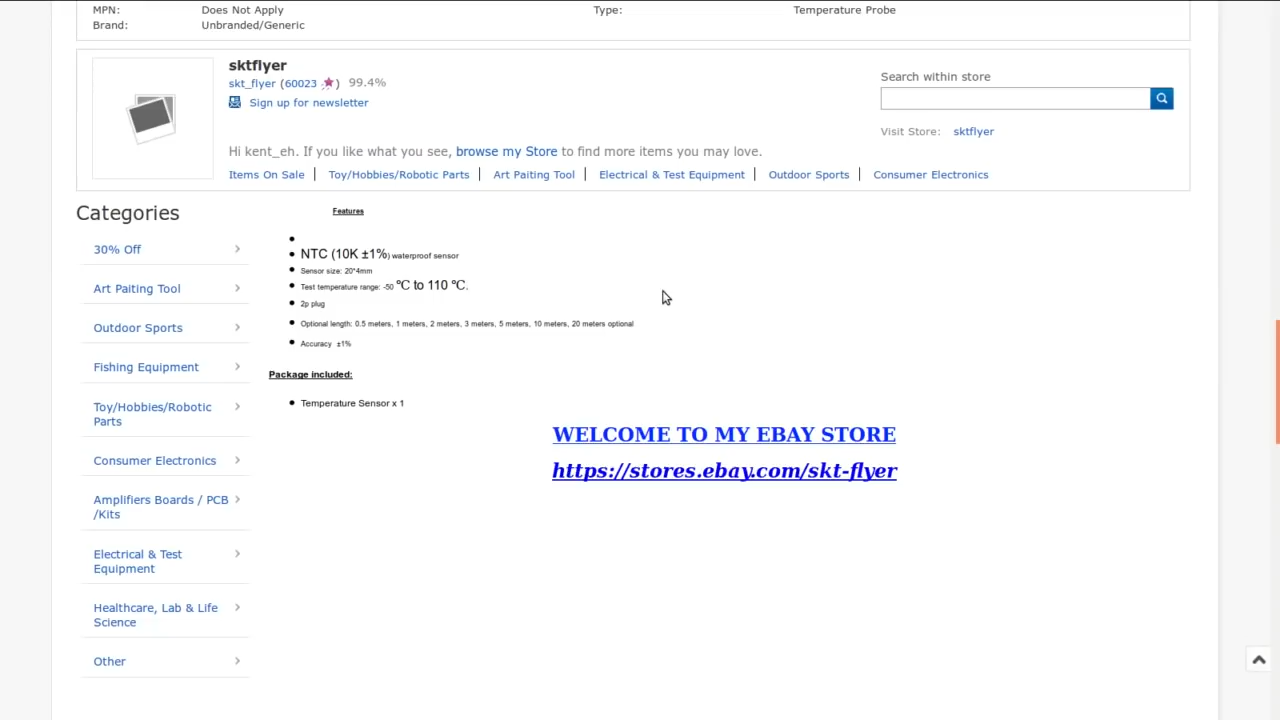 MPN: Does Not Apply Type: Temperature Probe
Brand: Unbranded/Generic
sktflyer
skt_flyer (60023 ) 99.4%
Sign up for newsletter
Search within store
Visit Store: sktflyer
Hi kent_eh. If you like what you see, browse my Store to find more items you may love.
Items On Sale
Toy/Hobbies/Robotic Parts
Art Paiting Tool
Electrical & Test Equipment
Outdoor Sports
Consumer Electronics
Categories
30% Off
Art Paiting Tool
Outdoor Sports
Fishing Equipment
Toy/Hobbies/Robotic
Parts
Consumer Electronics
Amplifiers Boards / PCB
/Kits
Electrical & Test
Equipment
Healthcare, Lab & Life
Science
Other
Features
NTC (10K ±1%) waterproof sensor
Sensor size: 20*4mm
Test temperature range: -50 ℃ to 110 ℃.
2p plug
Optional length: 0.5 meters, 1 meters, 2 meters, 3 meters, 5 meters, 10 meters, 20 meters optional
Accuracy ±1%
Package included:
Temperature Sensor x 1
WELCOME TO MY EBAY STORE
https://stores.ebay.com/skt-flyer